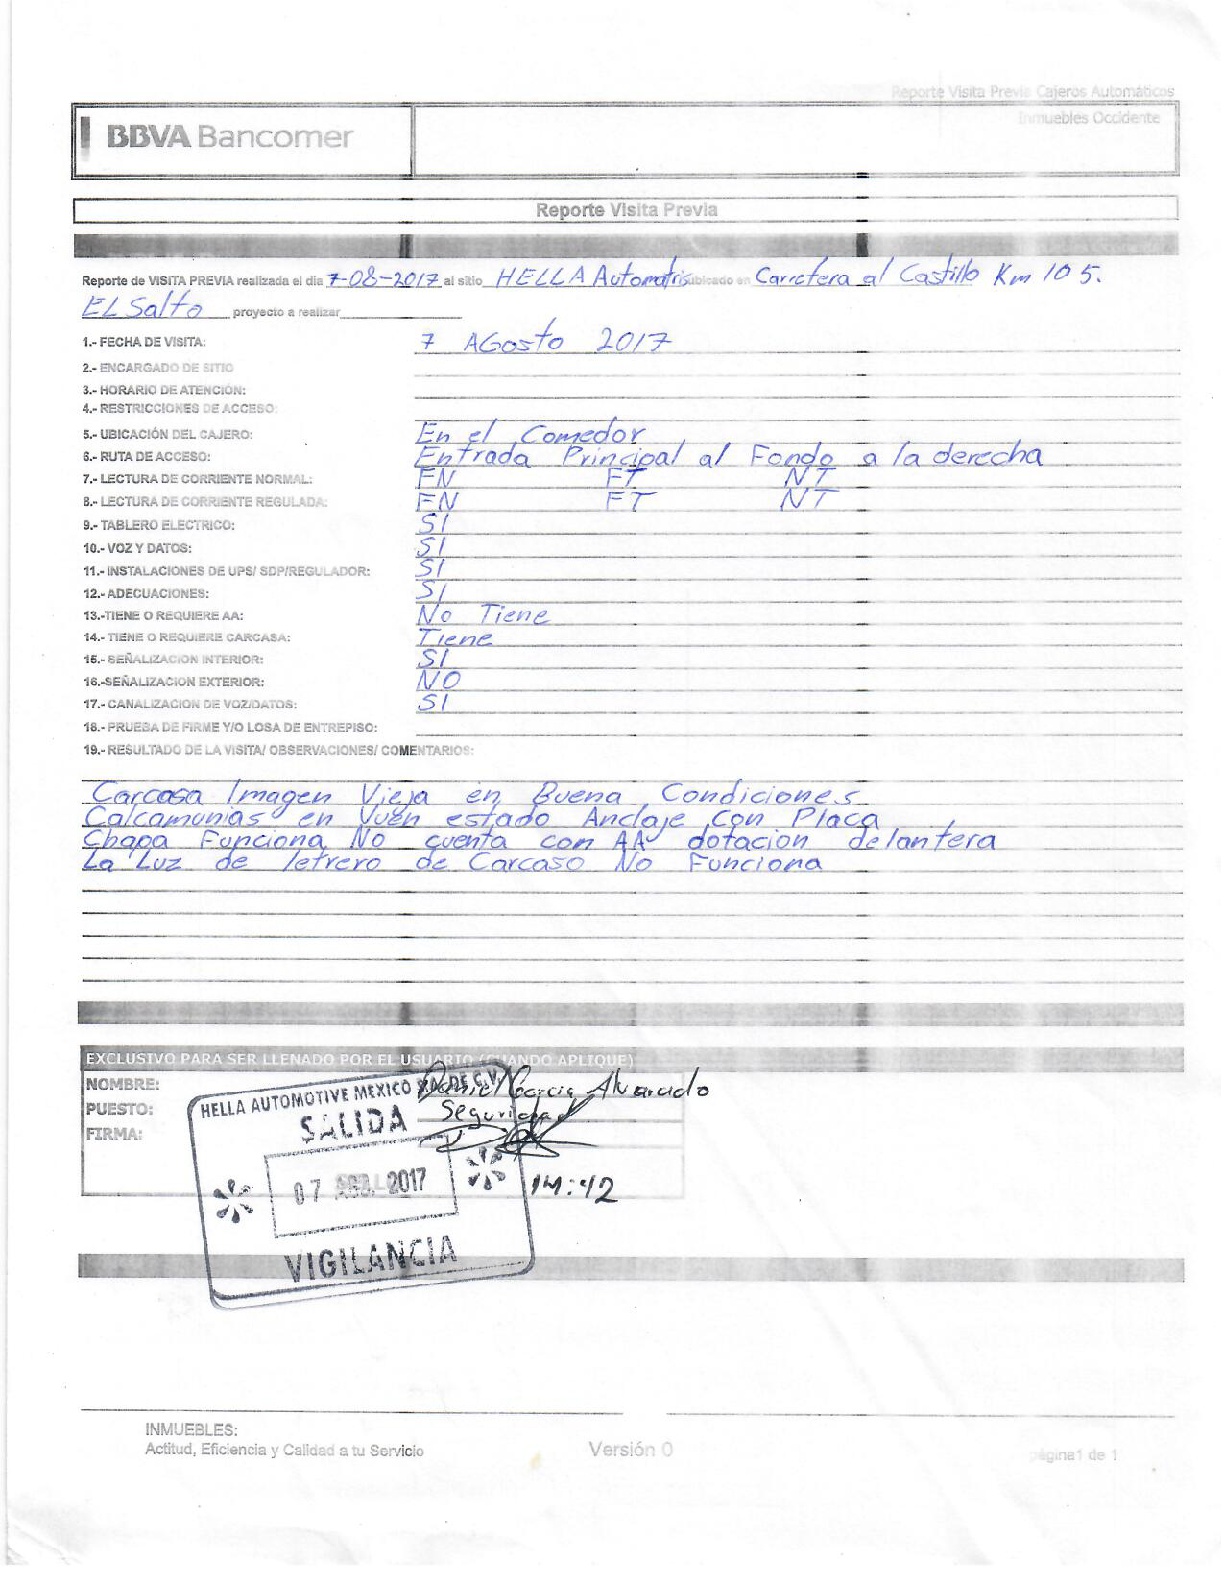 Reporte Visita Previa Cajeros Automáticos
Inmuebles Occidente
BBVA Bancomer
Reporte Visita Previa
Reporte de VISITA PREVIA realizada el día 7-08-2017 al sitio HELLA Automotris ubicado en Carretera al Castillo Km 10 5.
EL Salto proyecto a realizar
1.- FECHA DE VISITA: 7 AGosto 2017
2.- ENCARGADO DE SITIO
3.- HORARIO DE ATENCIÓN:
4.- RESTRICCIONES DE ACCESO:
5.- UBICACIÓN DEL CAJERO: En el Comedor
6.- RUTA DE ACCESO: Entrada Principal al Fondo a la derecha
7.- LECTURA DE CORRIENTE NORMAL: FN FT NT
8.- LECTURA DE CORRIENTE REGULADA: FN FT NT
9.- TABLERO ELECTRICO: SI
10.- VOZ Y DATOS: SI
11.- INSTALACIONES DE UPS/ SDP/REGULADOR: SI
12.- ADECUACIONES: SI
13.-TIENE O REQUIERE AA: No Tiene
14.- TIENE O REQUIERE CARCASA: Tiene
15.- SEÑALIZACION INTERIOR: SI
16.-SEÑALIZACION EXTERIOR: NO
17.- CANALIZACION DE VOZ/DATOS: SI
18.- PRUEBA DE FIRME Y/O LOSA DE ENTREPISO:
19.- RESULTADO DE LA VISITA/ OBSERVACIONES/ COMENTARIOS:
Carcasa Imagen Vieja en Buena Condiciones
Calcamonias en Vuen estado Anclaje con Placa
Chapa Funciona No cuenta con AA dotacion delantera
La Luz de letrero de Carcaso No Funciona
EXCLUSIVO PARA SER LLENADO POR EL USUARIO (CUANDO APLIQUE)
NOMBRE: Daniel Garcia Alvarado
PUESTO: Seguridad
FIRMA:
HELLA AUTOMOTIVE MEXICO S.A. DE C.V.
SALIDA
07 2017
14:42
VIGILANCIA
INMUEBLES:
Actitud, Eficiencia y Calidad a tu Servicio
Versión 0
página1 de 1